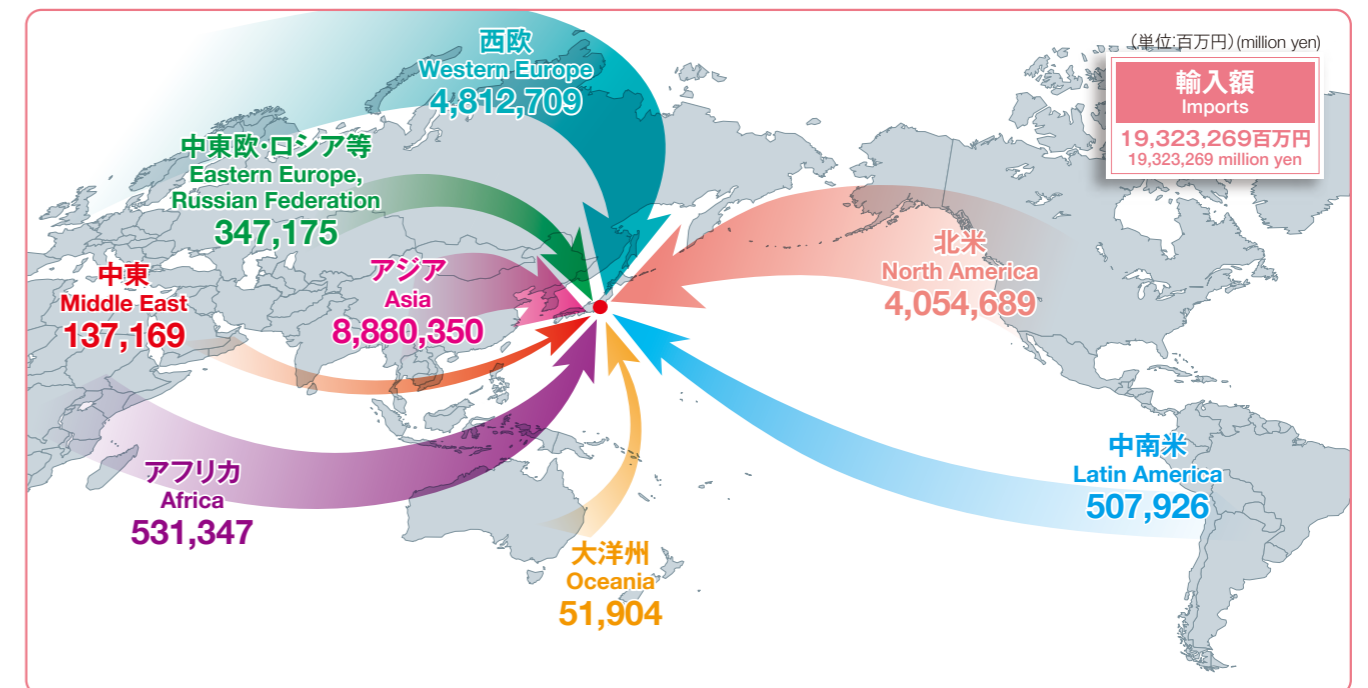 (単位:百万円)(million yen)
輸入額
Imports
19,323,269百万円
19,323,269 million yen
西欧
Western Europe
4,812,709
中東欧・ロシア等
Eastern Europe,
Russian Federation
347,175
中東
Middle East
137,169
アジア
Asia
8,880,350
北米
North America
4,054,689
アフリカ
Africa
531,347
大洋州
Oceania
51,904
中南米
Latin America
507,926